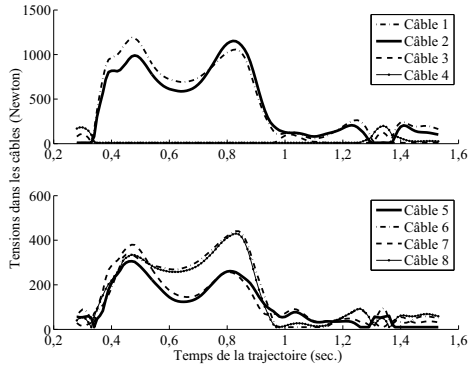 1500
1000
500
0
0,2 0,4 0,6 0,8 1 1,2 1,4 1,6
Câble 1
Câble 2
Câble 3
Câble 4
Tensions dans les câbles (Newton)
600
400
200
0
0,2 0,4 0,6 0,8 1 1,2 1,4 1,6
Câble 5
Câble 6
Câble 7
Câble 8
Temps de la trajectoire (sec.)